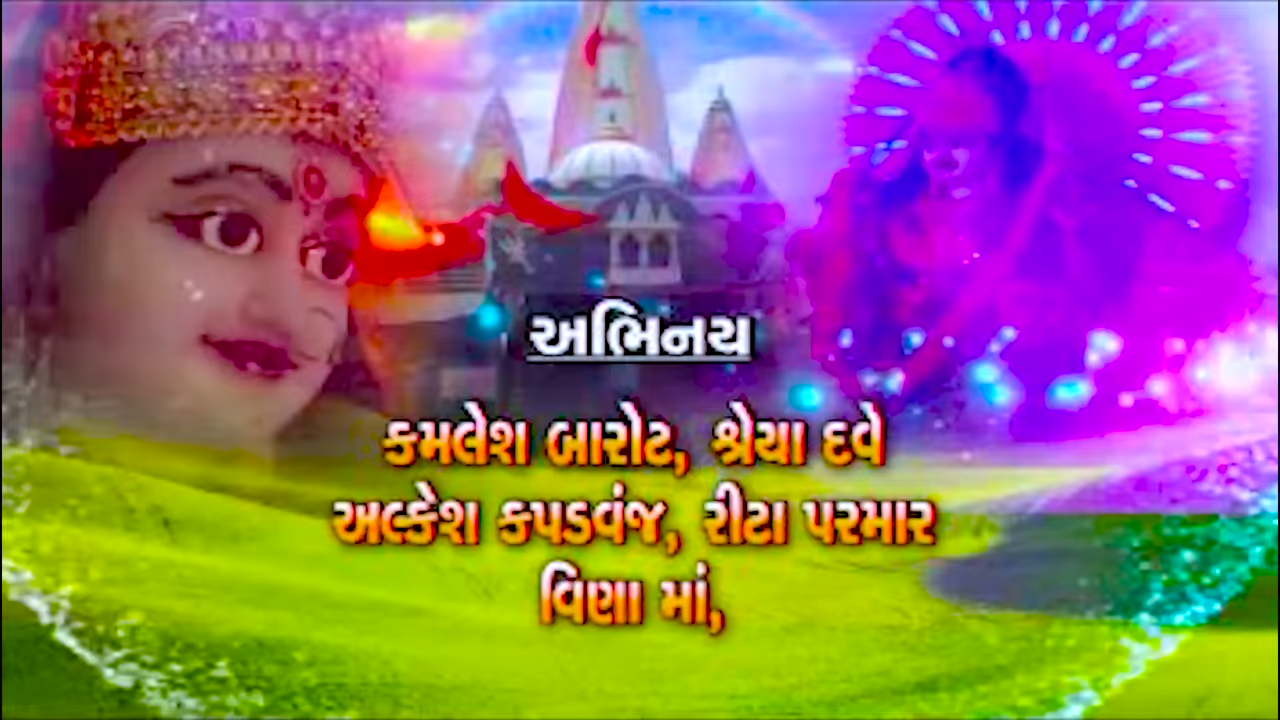 અભિનય
કમલેશ બારોટ, શ્રેયા દવે
અલ્કેશ કપડવંજ, રીટા પરમાર
વિણા માં,